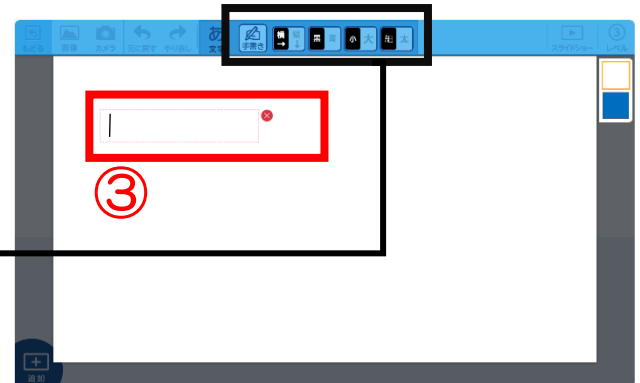 もどる 画像 カメラ 元に戻す やり直し 文字 手書き 横→ 縦↓ 黒 小 大 細 太 スライドショー ③ レベル
③
追加